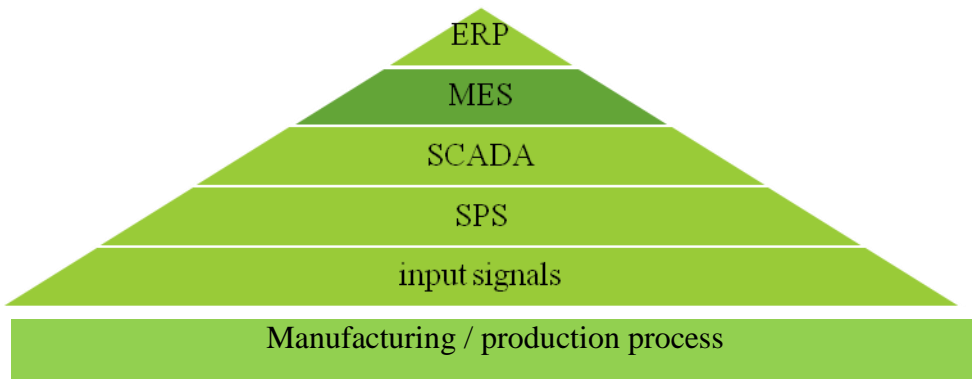 ERP
MES
SCADA
SPS
input signals
Manufacturing / production process